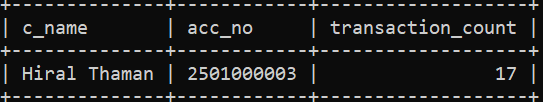 | c_name | acc_no | transaction_count |
| Hiral Thaman | 2501000003 | 17 |